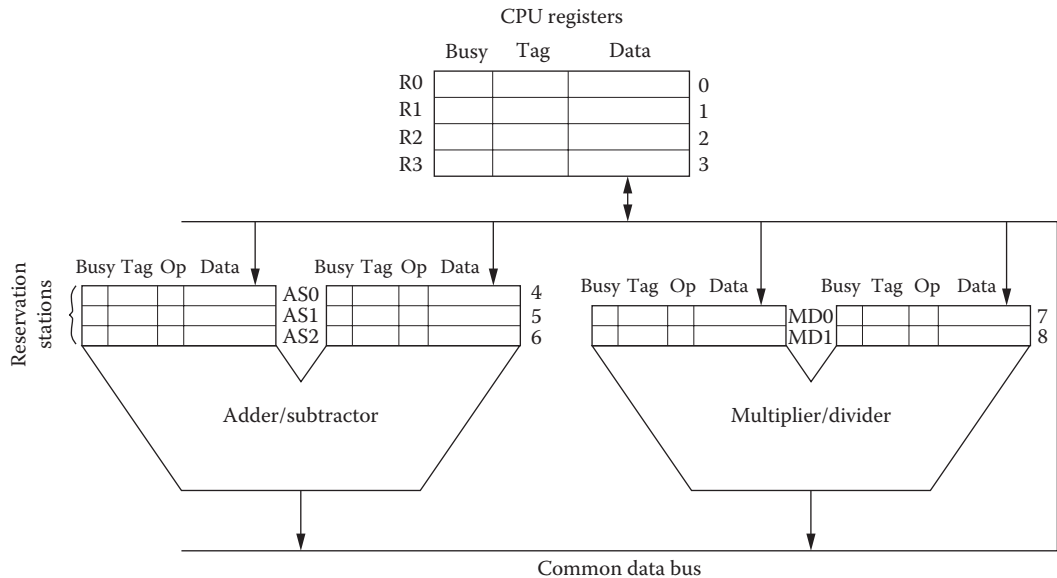 CPU registers
Busy Tag Data
R0 0
R1 1
R2 2
R3 3
Reservation
stations
Busy Tag Op Data Busy Tag Op Data
AS0 4
AS1 5
AS2 6
Busy Tag Op Data Busy Tag Op Data
MD0 7
MD1 8
Adder/subtractor
Multiplier/divider
Common data bus